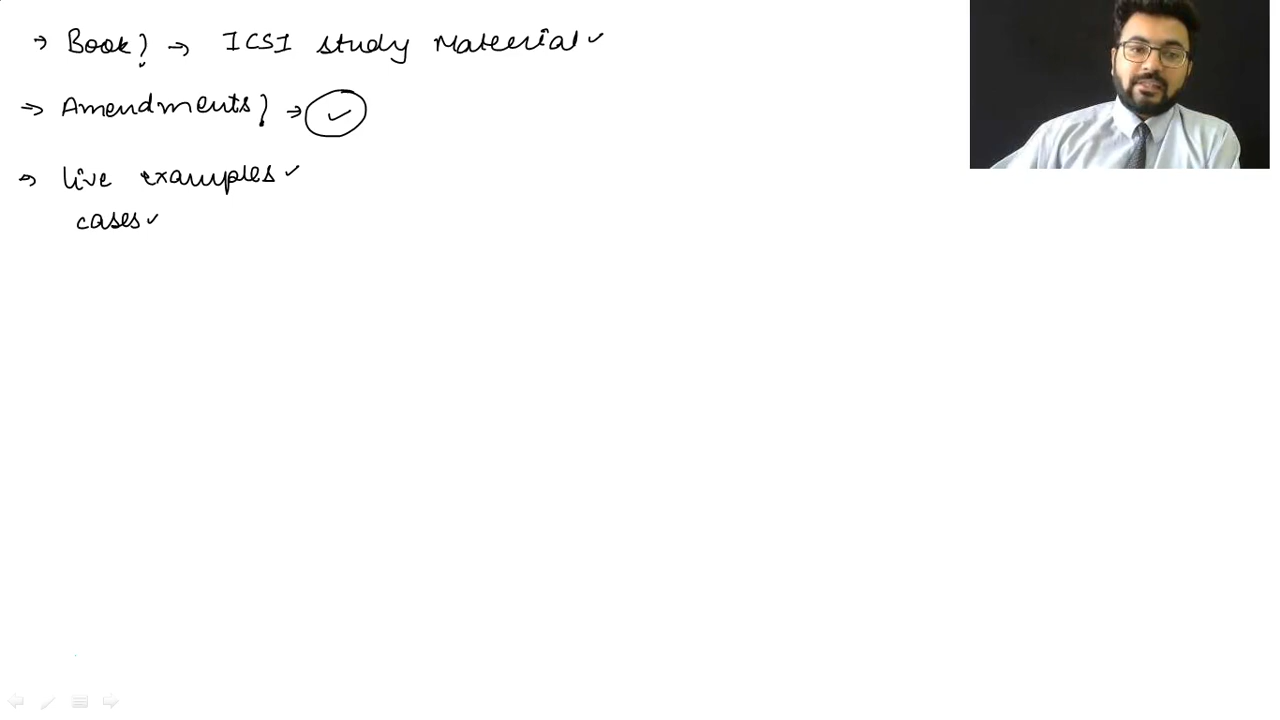 → Book? → ICSI study Material ✓
→ Amendments? → ✓
→ live examples ✓
cases ✓